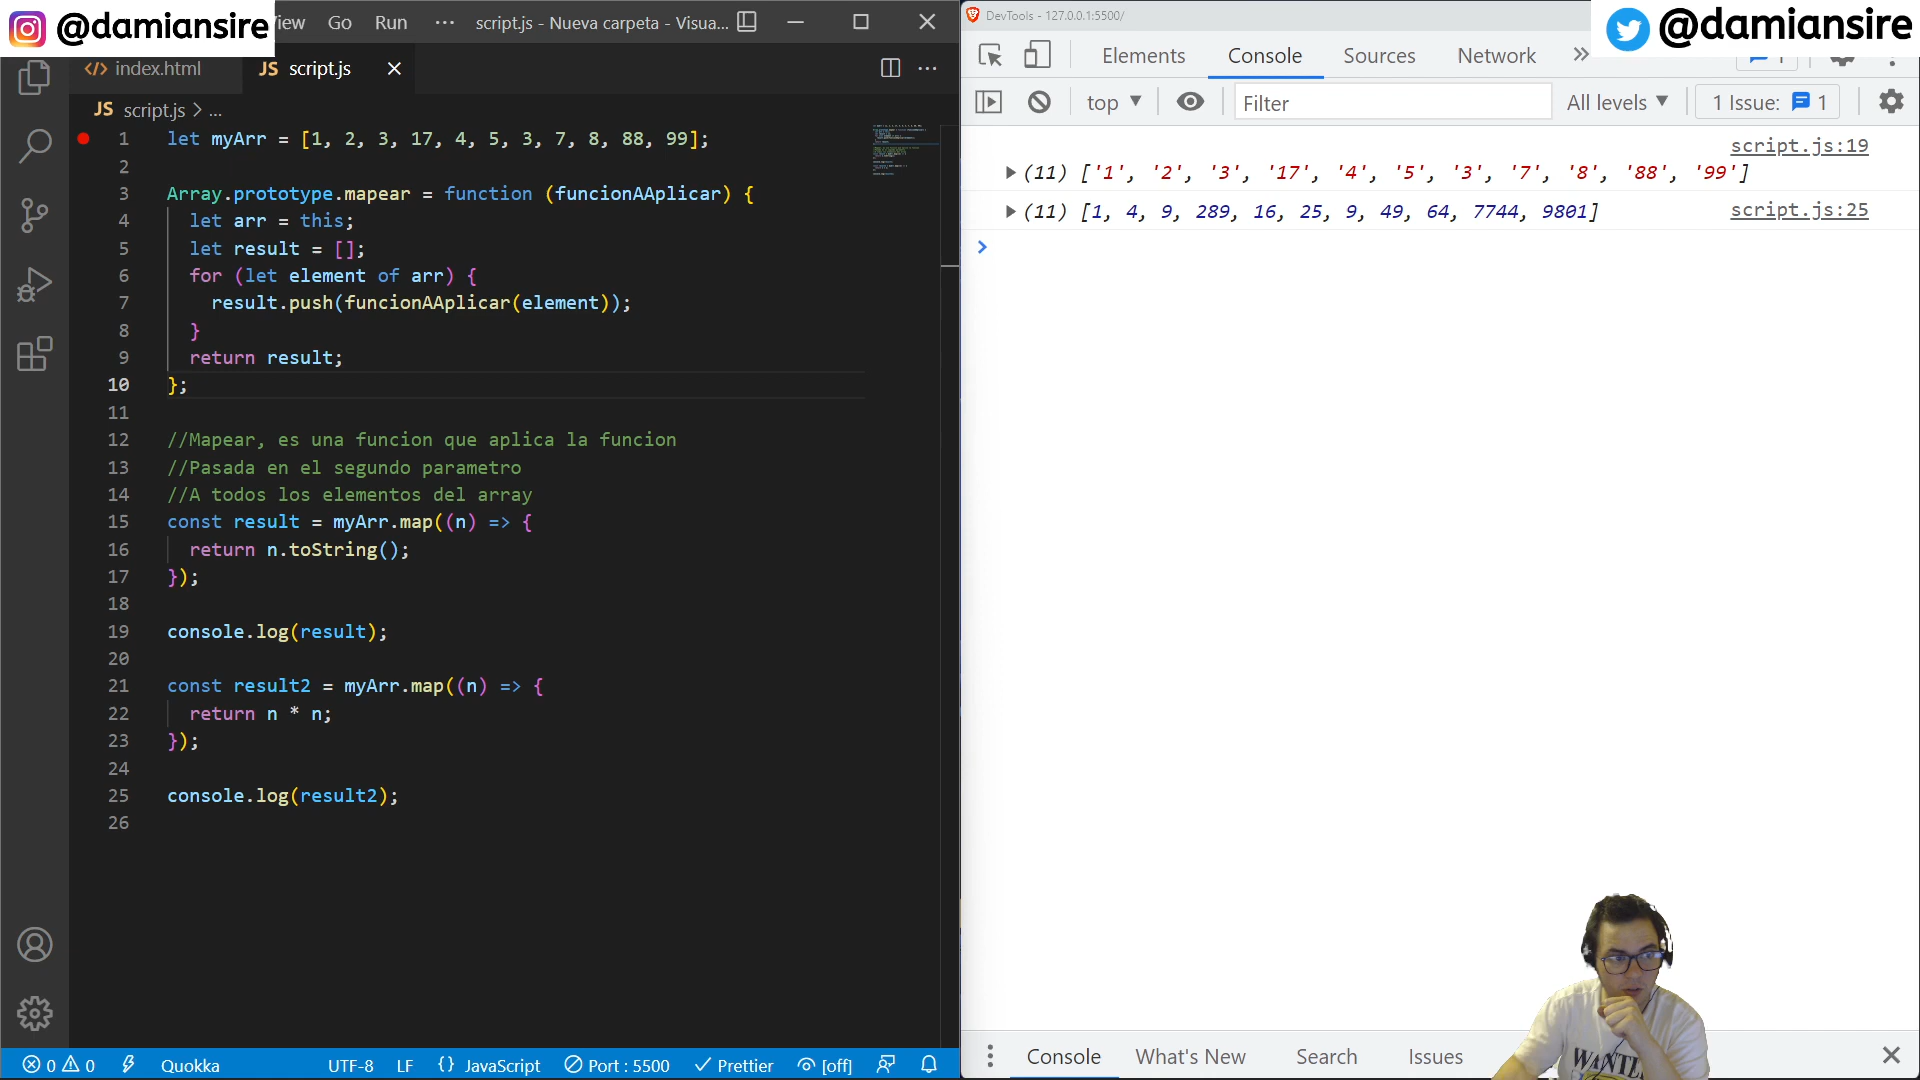 @damiansire
View Go Run ··· script.js - Nueva carpeta - Visua...
index.html
JS script.js
JS script.js > ...
1 let myArr = [1, 2, 3, 17, 4, 5, 3, 7, 8, 88, 99];
2
3 Array.prototype.mapear = function (funcionAAplicar) {
4 let arr = this;
5 let result = [];
6 for (let element of arr) {
7 result.push(funcionAAplicar(element));
8 }
9 return result;
10 };
11
12 //Mapear, es una funcion que aplica la funcion
13 //Pasada en el segundo parametro
14 //A todos los elementos del array
15 const result = myArr.map((n) => {
16 return n.toString();
17 });
18
19 console.log(result);
20
21 const result2 = myArr.map((n) => {
22 return n * n;
23 });
24
25 console.log(result2);
26
0 0 Quokka UTF-8 LF {} JavaScript Port : 5500 Prettier [off]
DevTools - 127.0.0.1:5500/
@damiansire
Elements Console Sources Network »
1
top Filter All levels 1 Issue: 1
script.js:19
(11) ['1', '2', '3', '17', '4', '5', '3', '7', '8', '88', '99']
(11) [1, 4, 9, 289, 16, 25, 9, 49, 64, 7744, 9801] script.js:25
>
Console What's New Search Issues